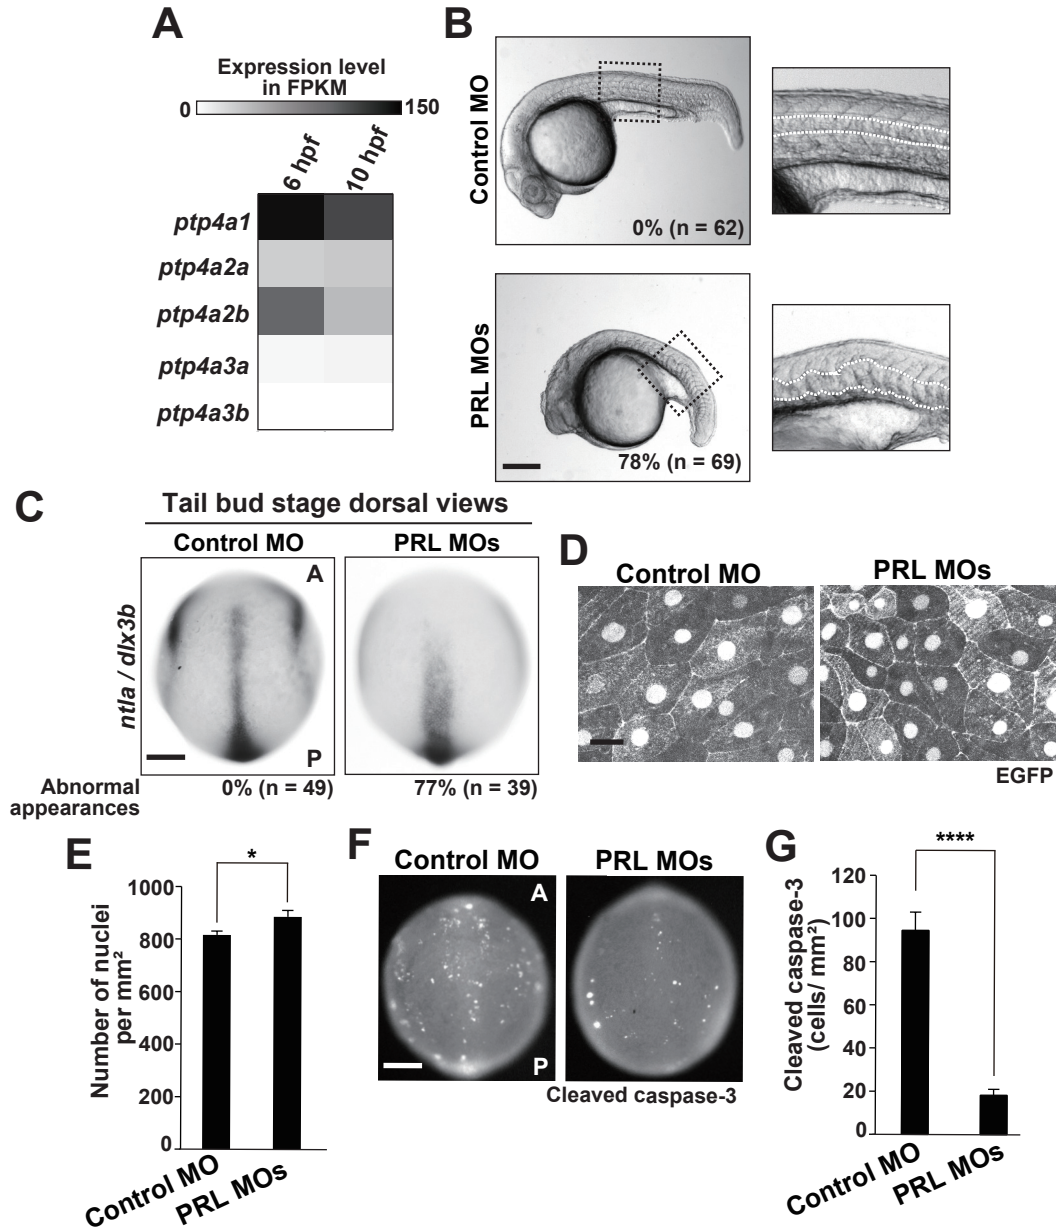 A
Expression level
in FPKM
0
150
6 hpf
10 hpf
ptp4a1
ptp4a2a
ptp4a2b
ptp4a3a
ptp4a3b
B
Control MO
0% (n = 62)
PRL MOs
78% (n = 69)
C
Tail bud stage dorsal views
Control MO
PRL MOs
ntla / dlx3b
A
P
Abnormal
appearances
0% (n = 49)
77% (n = 39)
D
Control MO
PRL MOs
EGFP
E
*
Number of nuclei
per mm²
1000
800
600
400
200
0
Control MO
PRL MOs
F
Control MO
PRL MOs
A
P
Cleaved caspase-3
G
****
Cleaved caspase-3
(cells/ mm²)
120
100
80
60
40
20
0
Control MO
PRL MOs